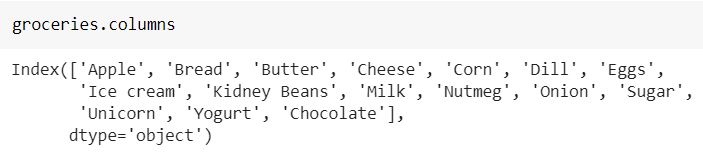 groceries.columns
Index(['Apple', 'Bread', 'Butter', 'Cheese', 'Corn', 'Dill', 'Eggs',
'Ice cream', 'Kidney Beans', 'Milk', 'Nutmeg', 'Onion', 'Sugar',
'Unicorn', 'Yogurt', 'Chocolate'],
dtype='object')